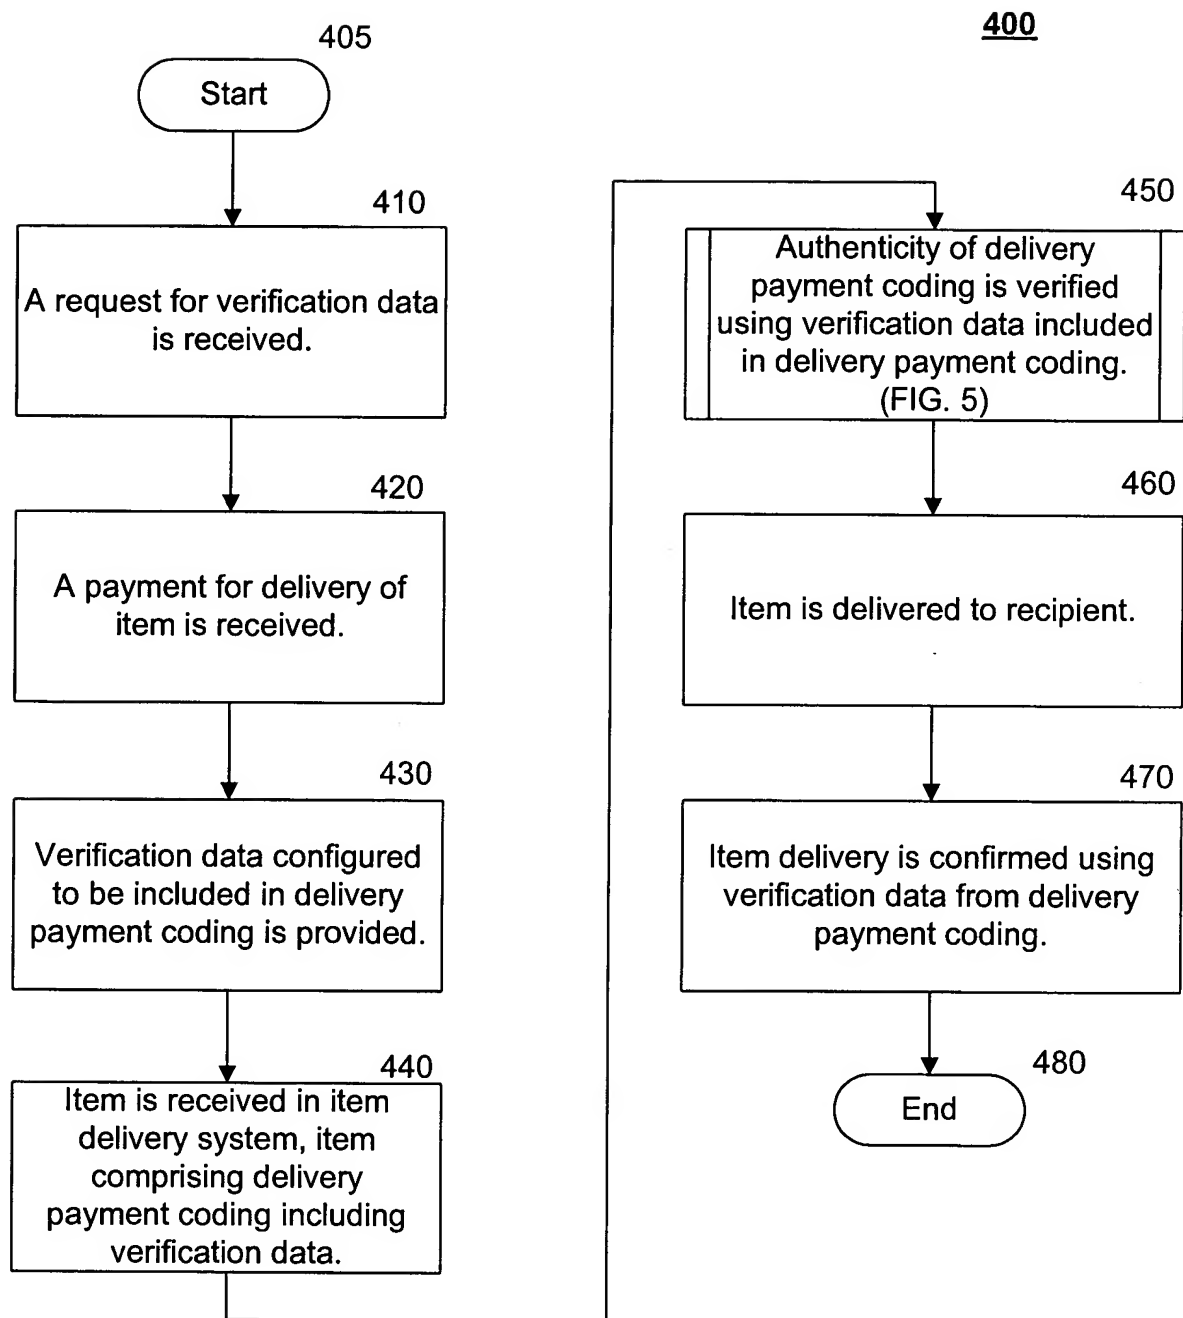 400
405
Start
410
A request for verification data
is received.
420
A payment for delivery of
item is received.
430
Verification data configured
to be included in delivery
payment coding is provided.
440
Item is received in item
delivery system, item
comprising delivery
payment coding including
verification data.
450
Authenticity of delivery
payment coding is verified
using verification data included
in delivery payment coding.
(FIG. 5)
460
Item is delivered to recipient.
470
Item delivery is confirmed using
verification data from delivery
payment coding.
480
End